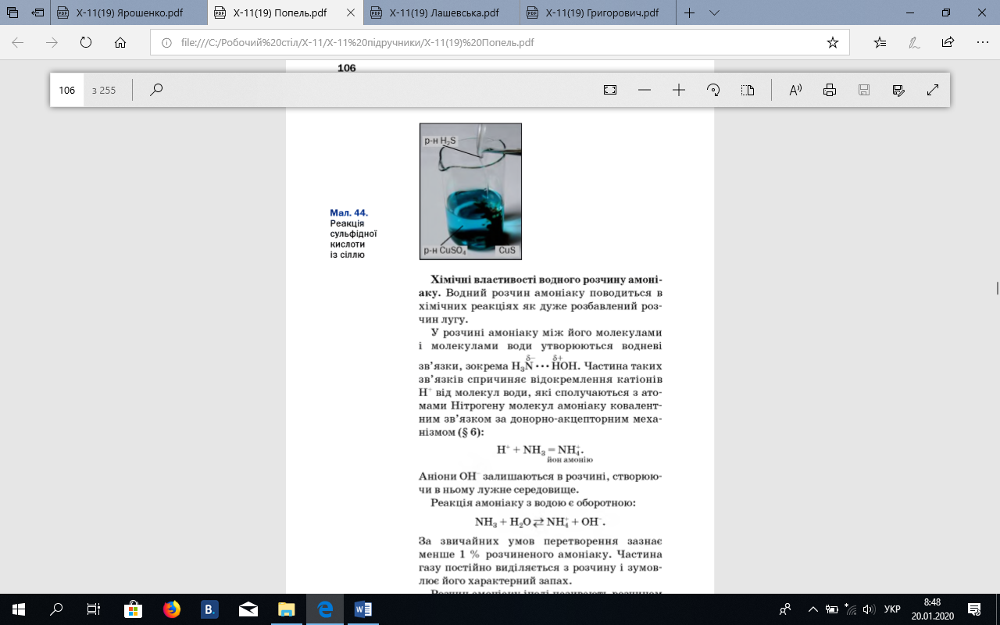 Х-11(19) Ярошенко.pdf
Х-11(19) Попель.pdf
Х-11(19) Лашевська.pdf
Х-11(19) Григорович.pdf
file:///C:/Робочий%20стіл/Х-11/Х-11%20підручники/Х-11(19)%20Попель.pdf
106
106
з 255
р-н H₂S
р-н CuSO₄
CuS
Мал. 44.
Реакція
сульфідної
кислоти
із сіллю
Хімічні властивості водного розчину амоні-
аку. Водний розчин амоніаку поводиться в
хімічних реакціях як дуже розбавлений роз-
чин лугу.
У розчині амоніаку між його молекулами
і молекулами води утворюються водневі
δ− δ+
зв’язки, зокрема H₃N ··· HOH. Частина таких
зв’язків спричиняє відокремлення катіонів
H⁺ від молекул води, які сполучаються з ато-
мами Нітрогену молекул амоніаку ковалент-
ним зв’язком за донорно-акцепторним меха-
нізмом (§ 6):
H⁺ + NH₃ = NH₄⁺.
йон амонію
Аніони OH⁻ залишаються в розчині, створюю-
чи в ньому лужне середовище.
Реакція амоніаку з водою є оборотною:
NH₃ + H₂O ⇄ NH₄⁺ + OH⁻.
За звичайних умов перетворення зазнає
менше 1 % розчиненого амоніаку. Частина
газу постійно виділяється з розчину і зумов-
лює його характерний запах.
Розчин амоніаку іноді називають розчином
B.
УКР
8:48
20.01.2020